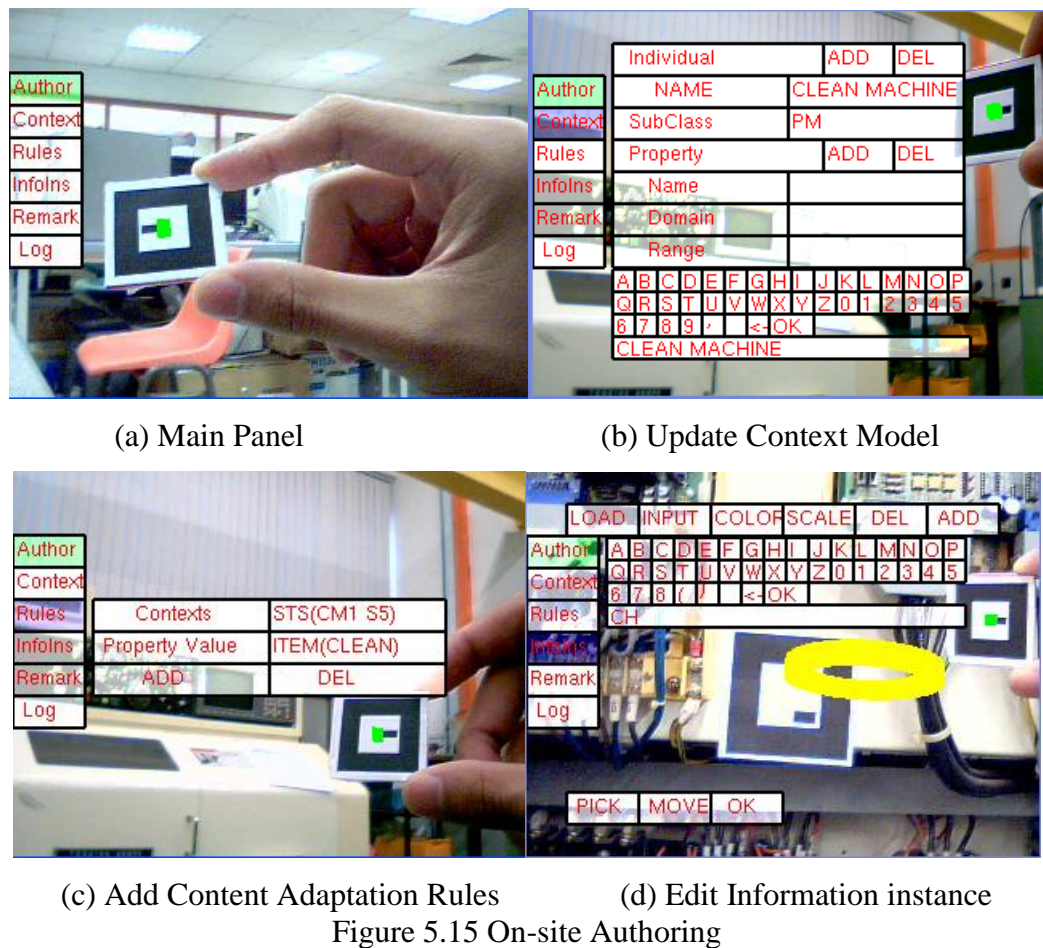 Author
Context
Rules
InfoIns
Remark
Log
Individual ADD DEL
Author NAME CLEAN MACHINE
Context SubClass PM
Rules Property ADD DEL
InfoIns Name
Remark Domain
Log Range
A B C D E F G H I J K L M N O P
Q R S T U V W X Y Z 0 1 2 3 4 5
6 7 8 9 , <-OK
CLEAN MACHINE
(a) Main Panel
(b) Update Context Model
Author
Context
Rules Contexts STS(CM1 S5)
InfoIns Property Value ITEM(CLEAN)
Remark ADD DEL
Log
LOAD INPUT COLOR SCALE DEL ADD
Author A B C D E F G H I J K L M N O P
Context Q R S T U V W X Y Z 0 1 2 3 4 5
6 7 8 ( ) <-OK
Rules CH
InfoIns
Remark
Log
PICK MOVE OK
(c) Add Content Adaptation Rules
(d) Edit Information instance
Figure 5.15 On-site Authoring